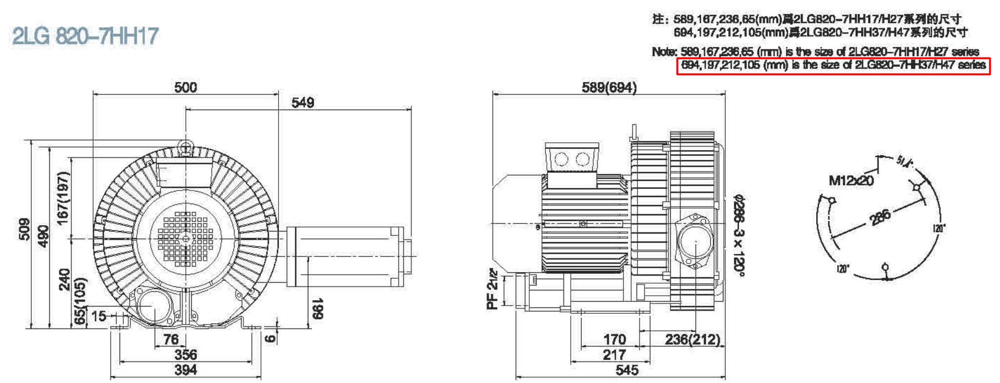 2LG 820-7HH17
注: 589,167,236,65(mm)爲2LG820-7HH17/H27系列的尺寸
694,197,212,105(mm)爲2LG820-7HH37/H47系列的尺寸
Note: 589,167,236,65 (mm) is the size of 2LG820-7HH17/H27 series
694,197,212,105 (mm) is the size of 2LG820-7HH37/H47 series
500
549
509
490
167(197)
240
65(105)
15
76
356
394
6
199
589(694)
PF 2 1/2"
170
236(212)
217
545
Φ286-3×120°
M12x20
286
120°
120°